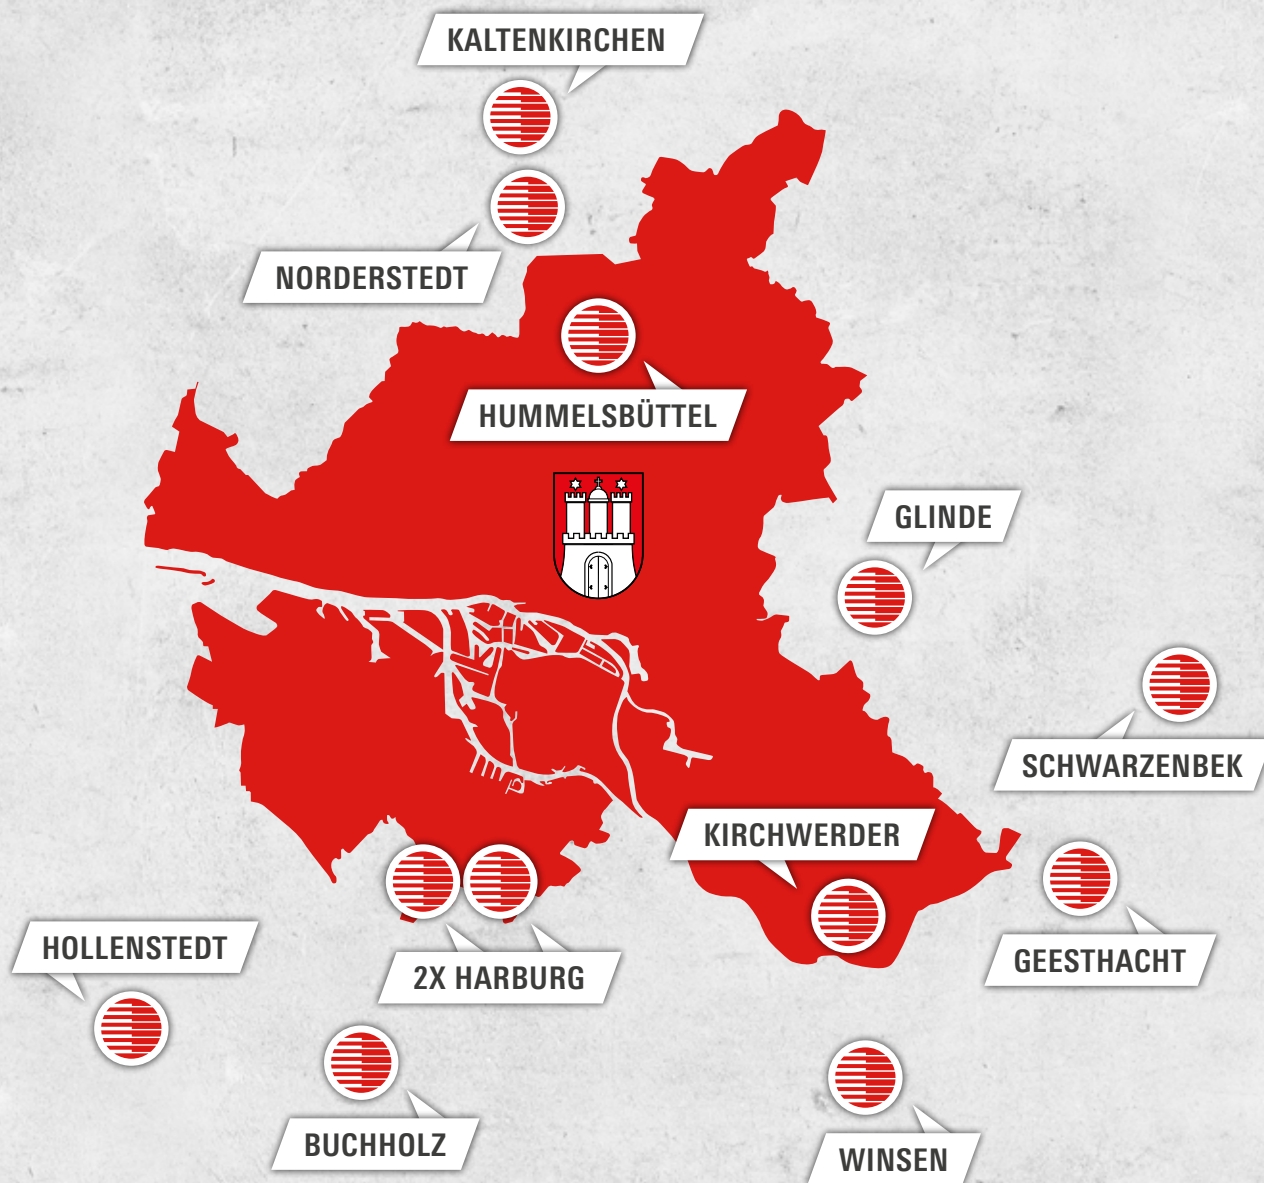 KALTENKIRCHEN
NORDERSTEDT
HUMMELSBÜTTEL
GLINDE
SCHWARZENBEK
KIRCHWERDER
HOLLENSTEDT
2X HARBURG
GEESTHACHT
BUCHHOLZ
WINSEN